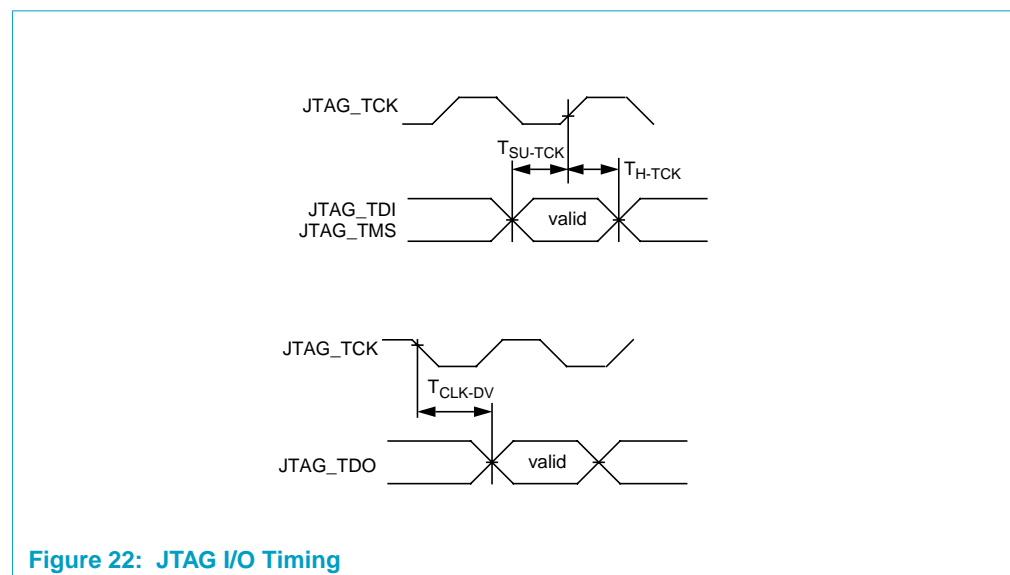 JTAG_TCK
TSU-TCK
TH-TCK
JTAG_TDI
JTAG_TMS
valid
JTAG_TCK
TCLK-DV
JTAG_TDO
valid
Figure 22: JTAG I/O Timing